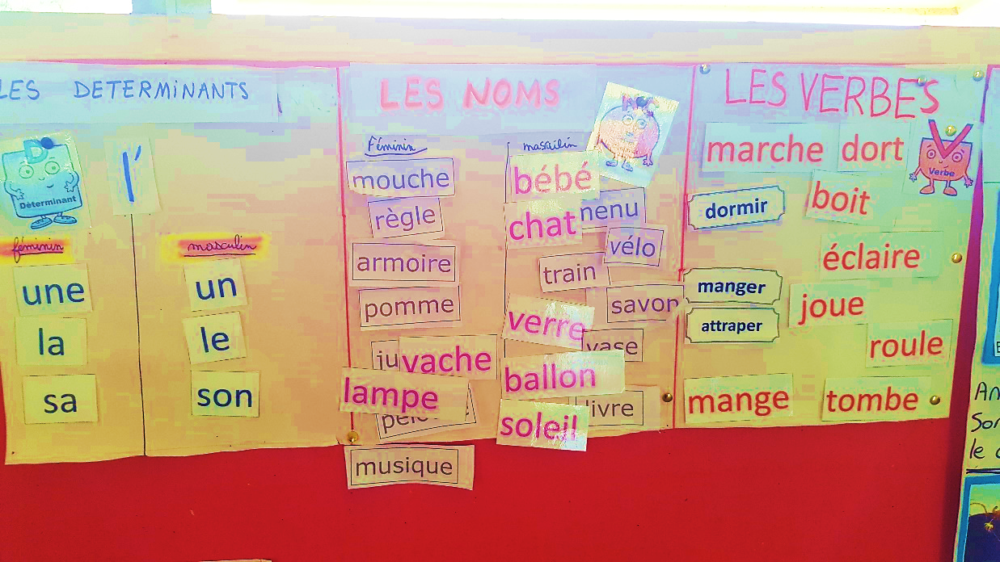 LES DETERMINANTS
D
Déterminant
l'
féminin
une
la
sa
masculin
un
le
son
LES NOMS
Féminin
mouche
règle
armoire
pomme
ju
vache
lampe
musique
masculin
bébé
chat
vélo
train
savon
verre
vase
ballon
livre
soleil
LES VERBES
marche
dort
Verbe
dormir
boit
éclaire
manger
joue
attraper
roule
mange
tombe